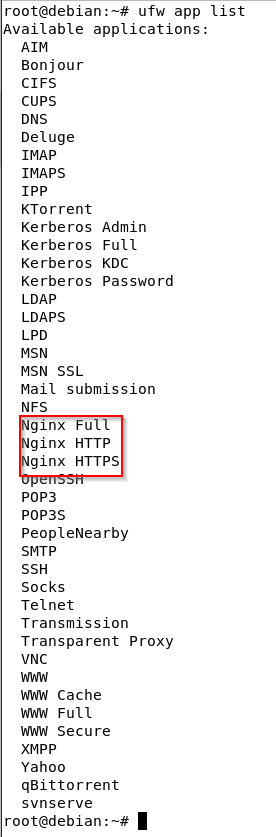 root@debian:~# ufw app list
Available applications:
AIM
Bonjour
CIFS
CUPS
DNS
Deluge
IMAP
IMAPS
IPP
KTorrent
Kerberos Admin
Kerberos Full
Kerberos KDC
Kerberos Password
LDAP
LDAPS
LPD
MSN
MSN SSL
Mail submission
NFS
Nginx Full
Nginx HTTP
Nginx HTTPS
OpenSSH
POP3
POP3S
PeopleNearby
SMTP
SSH
Socks
Telnet
Transmission
Transparent Proxy
VNC
WWW
WWW Cache
WWW Full
WWW Secure
XMPP
Yahoo
qBittorrent
svnserve
root@debian:~#